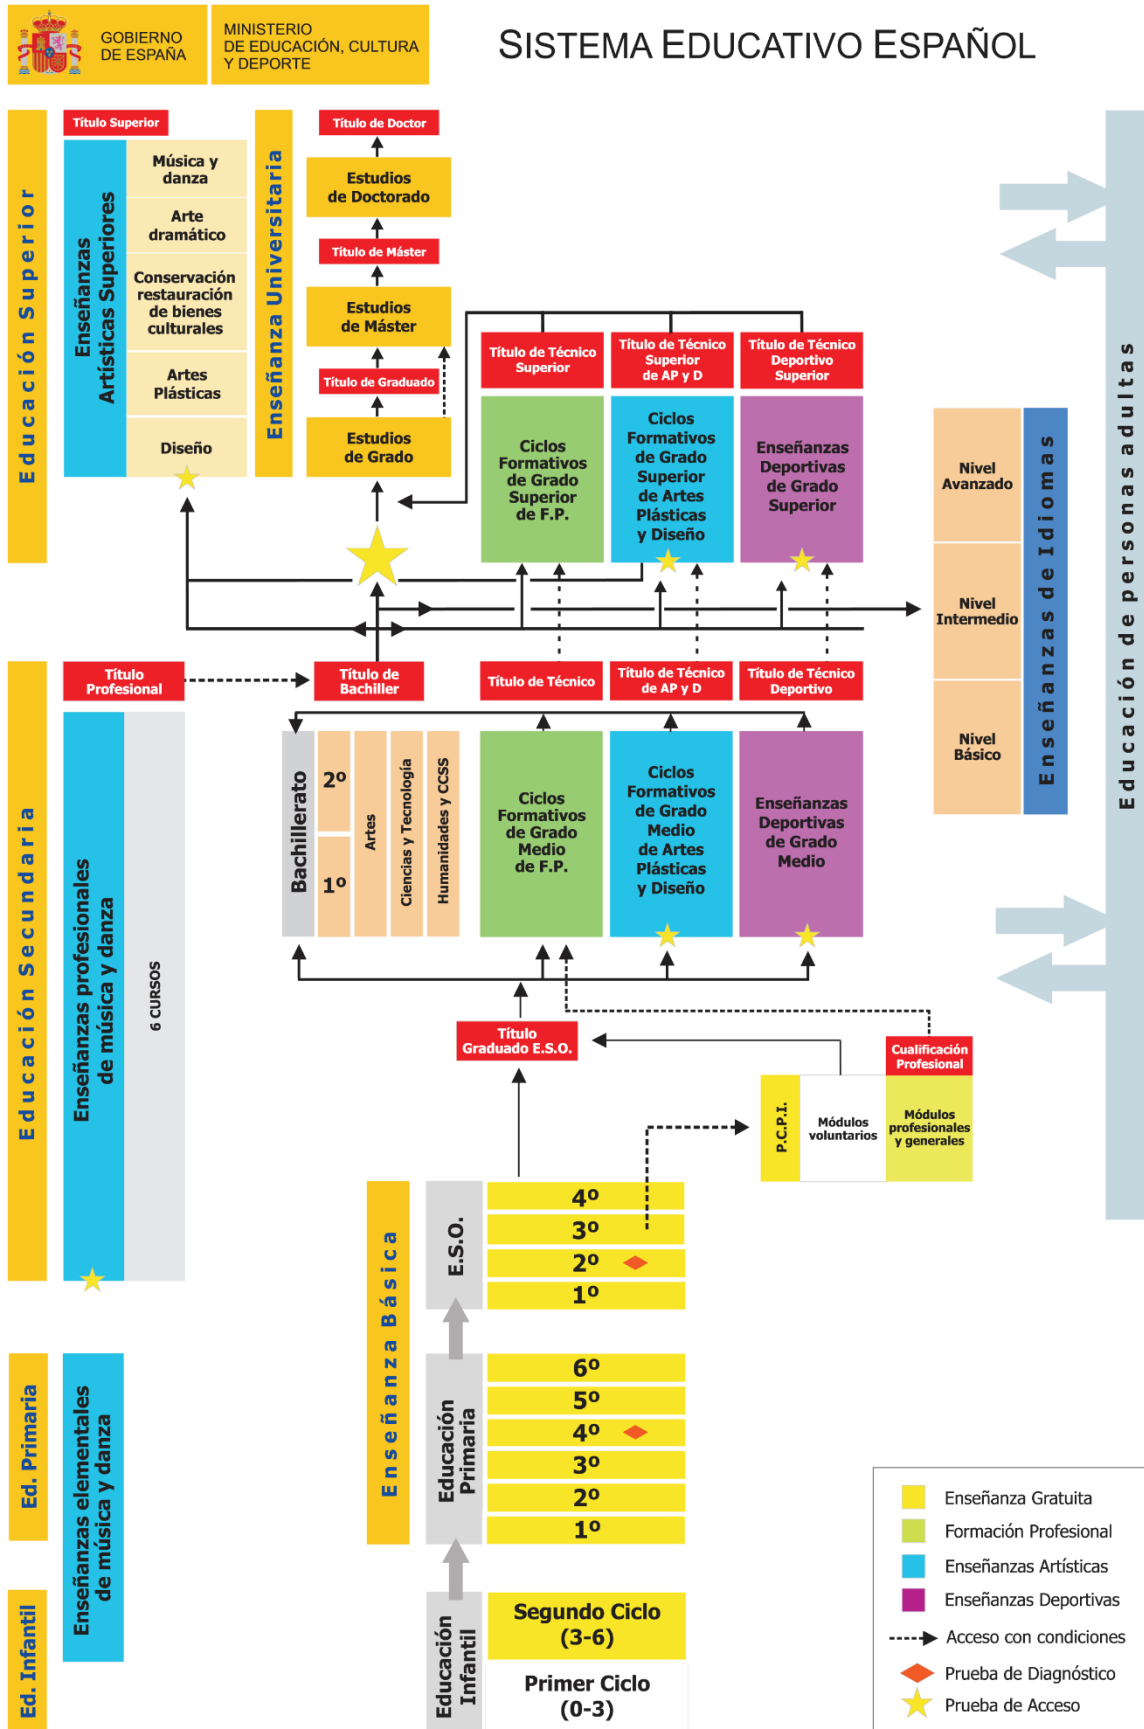 GOBIERNO
DE ESPAÑA
MINISTERIO
DE EDUCACIÓN, CULTURA
Y DEPORTE
SISTEMA EDUCATIVO ESPAÑOL
Educación Superior
Título Superior
Enseñanzas
Artísticas Superiores
Música y
danza
Arte
dramático
Conservación
restauración
de bienes
culturales
Artes
Plásticas
Diseño
Enseñanza Universitaria
Título de Doctor
Estudios
de Doctorado
Título de Máster
Estudios
de Máster
Título de Graduado
Estudios
de Grado
Título de Técnico
Superior
Ciclos
Formativos
de Grado
Superior
de F.P.
Título de Técnico
Superior
de AP y D
Ciclos
Formativos
de Grado
Superior
de Artes
Plásticas
y Diseño
Título de Técnico
Deportivo
Superior
Enseñanzas
Deportivas
de Grado
Superior
Nivel
Avanzado
Nivel
Intermedio
Nivel
Básico
Enseñanzas de Idiomas
Educación de personas adultas
Educación Secundaria
Título
Profesional
Enseñanzas profesionales
de música y danza
6 CURSOS
Título de
Bachiller
Bachillerato
2º
1º
Artes
Ciencias y Tecnología
Humanidades y CCSS
Título de Técnico
Ciclos
Formativos
de Grado
Medio
de F.P.
Título de Técnico
de AP y D
Ciclos
Formativos
de Grado
Medio
de Artes
Plásticas
y Diseño
Título de Técnico
Deportivo
Enseñanzas
Deportivas
de Grado
Medio
Título
Graduado E.S.O.
Cualificación
Profesional
P.C.P.I.
Módulos
voluntarios
Módulos
profesionales
y generales
Enseñanza Básica
E.S.O.
4º
3º
2º
1º
Ed. Primaria
Enseñanzas elementales
de música y danza
Educación
Primaria
6º
5º
4º
3º
2º
1º
Ed. Infantil
Educación
Infantil
Segundo Ciclo
(3-6)
Primer Ciclo
(0-3)
Enseñanza Gratuita
Formación Profesional
Enseñanzas Artísticas
Enseñanzas Deportivas
Acceso con condiciones
Prueba de Diagnóstico
Prueba de Acceso